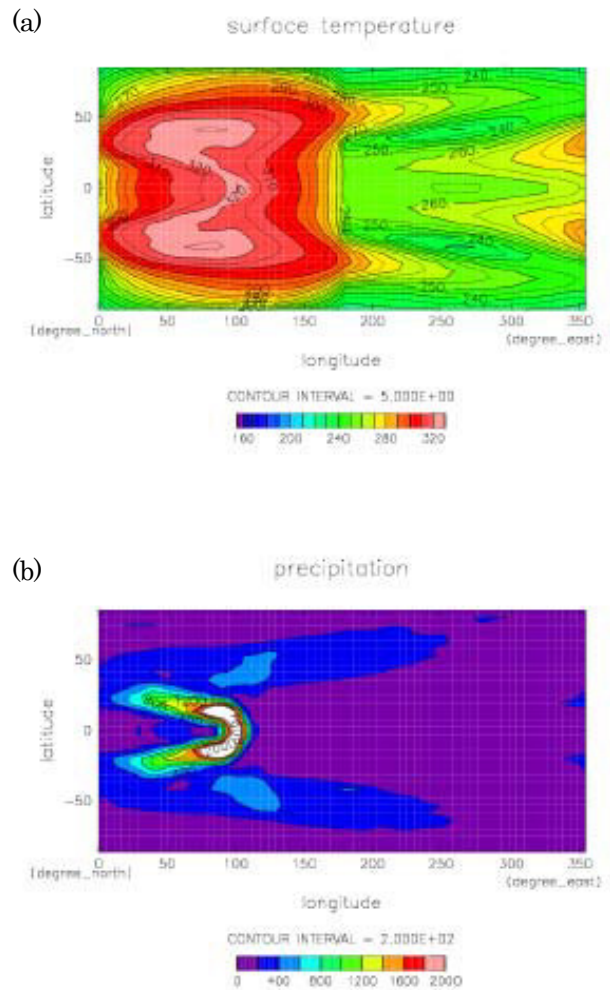 (a)
surface temperature
latitude
50
0
-50
0 50 100 150 200 250 300 350
(degree_north)
(degree_east)
longitude
CONTOUR INTERVAL = 5.000E+00
160 200 240 280 320
(b)
precipitation
latitude
50
0
-50
0 50 100 150 200 250 300 350
(degree_north)
(degree_east)
longitude
CONTOUR INTERVAL = 2.000E+02
0 400 800 1200 1600 2000